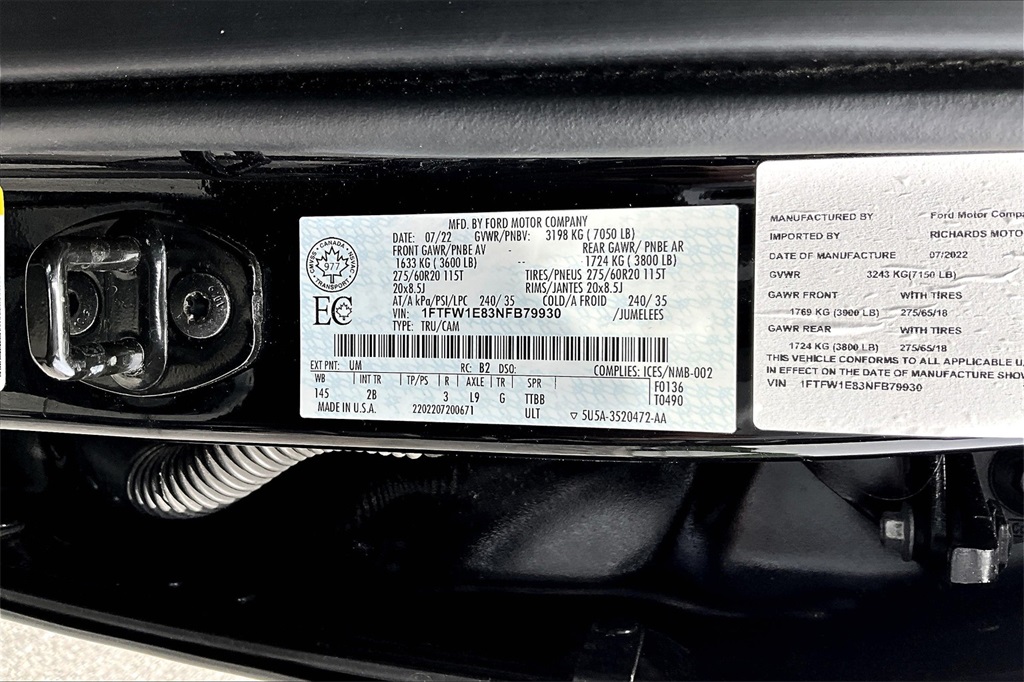 MFD. BY FORD MOTOR COMPANY
DATE: 07/22 GVWR/PNBV: 3198 KG ( 7050 LB)
FRONT GAWR/PNBE AV REAR GAWR/ PNBE AR
1633 KG ( 3600 LB) -- 1724 KG ( 3800 LB)
275/60R20 115T TIRES/PNEUS 275/60R20 115T
20x8.5J RIMS/JANTES 20x8.5J
AT/A kPa/PSI/LPC 240/ 35 COLD/A FROID 240/ 35
VIN: 1FTFW1E83NFB79930 /JUMELEES
TYPE: TRU/CAM
CANADA
977
EC
EXT PNT: UM RC: B2 DSO: COMPLIES: ICES/NMB-002
WB INT TR TP/PS R AXLE TR SPR F0136
145 2B 3 L9 G TTBB T0490
MADE IN U.S.A. 2202207200671 ULT ▽ 5U5A-3520472-AA
MANUFACTURED BY Ford Motor Compa
IMPORTED BY RICHARDS MOTO
DATE OF MANUFACTURE 07/2022
GVWR 3243 KG(7150 LB)
GAWR FRONT WITH TIRES
1769 KG (3900 LB) 275/65/18
GAWR REAR WITH TIRES
1724 KG (3800 LB) 275/65/18
THIS VEHICLE CONFORMS TO ALL APPLICABLE U.
IN EFFECT ON THE DATE OF MANUFACTURE SHOW
VIN 1FTFW1E83NFB79930